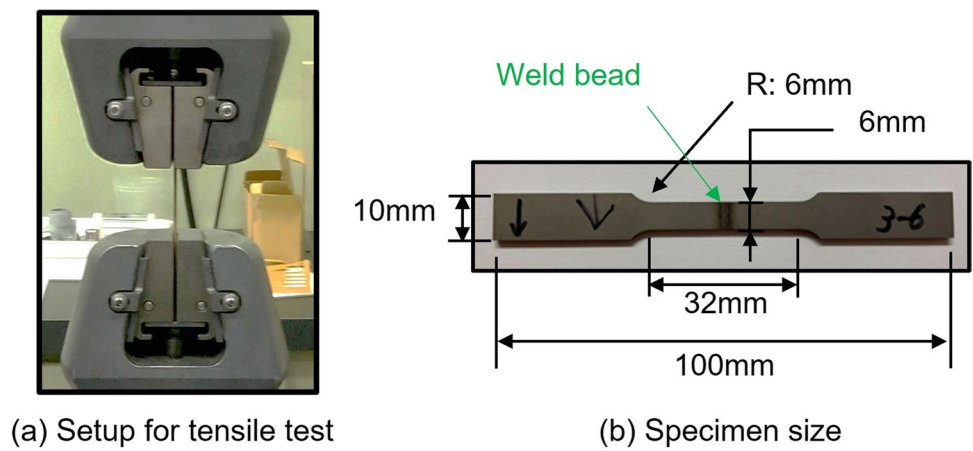 Weld bead
R: 6mm
6mm
10mm
3-6
32mm
100mm
(a) Setup for tensile test
(b) Specimen size